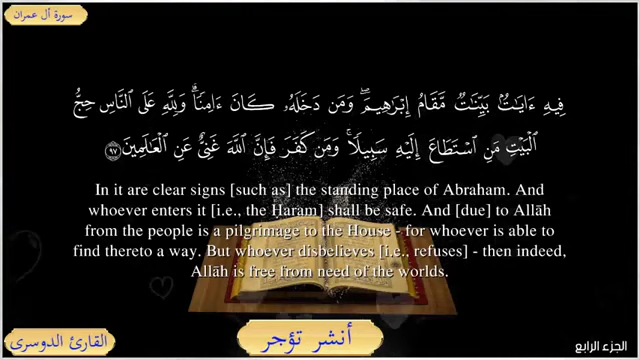 سورة آل عمران
فِيهِ ءَايَٰتُۢ بَيِّنَٰتٌ مَّقَامُ إِبْرَٰهِيمَۖ وَمَن دَخَلَهُۥ كَانَ ءَامِنًاۗ وَلِلَّهِ عَلَى ٱلنَّاسِ حِجُّ
ٱلْبَيْتِ مَنِ ٱسْتَطَاعَ إِلَيْهِ سَبِيلًاۚ وَمَن كَفَرَ فَإِنَّ ٱللَّهَ غَنِىٌّ عَنِ ٱلْعَٰلَمِينَ ٩٧
In it are clear signs [such as] the standing place of Abraham. And
whoever enters it [i.e., the Ḥaram] shall be safe. And [due] to Allāh
from the people is a pilgrimage to the House - for whoever is able to
find thereto a way. But whoever disbelieves [i.e., refuses] - then indeed,
Allāh is free from need of the worlds.
القارئ الدوسرى
أنشر تؤجر
الجزء الرابع